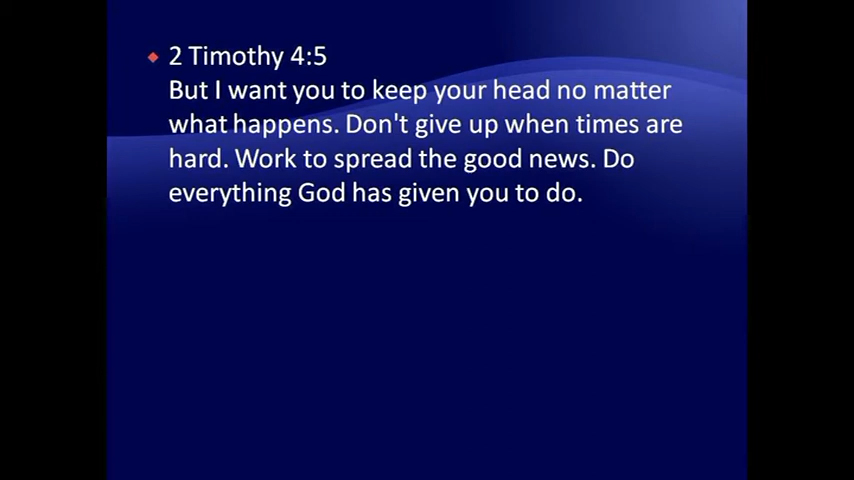 2 Timothy 4:5
But I want you to keep your head no matter
what happens. Don't give up when times are
hard. Work to spread the good news. Do
everything God has given you to do.